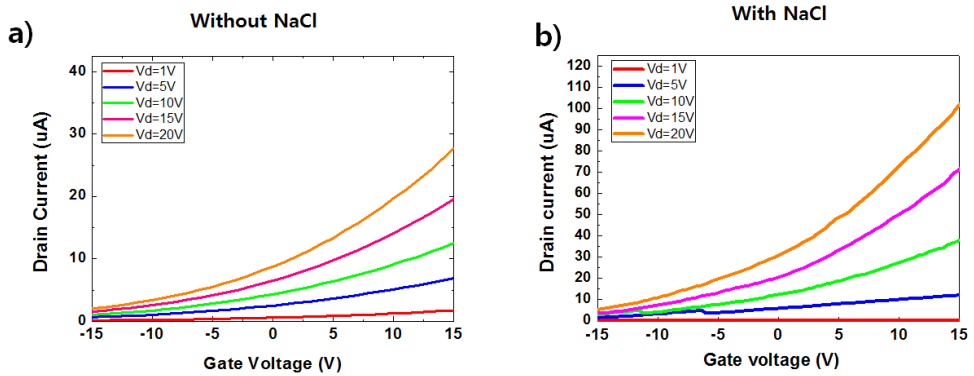 Without NaCl
a)
Vd=1V
Vd=5V
Vd=10V
Vd=15V
Vd=20V
40
30
20
10
0
-15 -10 -5 0 5 10 15
Drain Current (uA)
Gate Voltage (V)
With NaCl
b)
Vd=1V
Vd=5V
Vd=10V
Vd=15V
Vd=20V
120
110
100
90
80
70
60
50
40
30
20
10
0
-15 -10 -5 0 5 10 15
Drain current (uA)
Gate voltage (V)